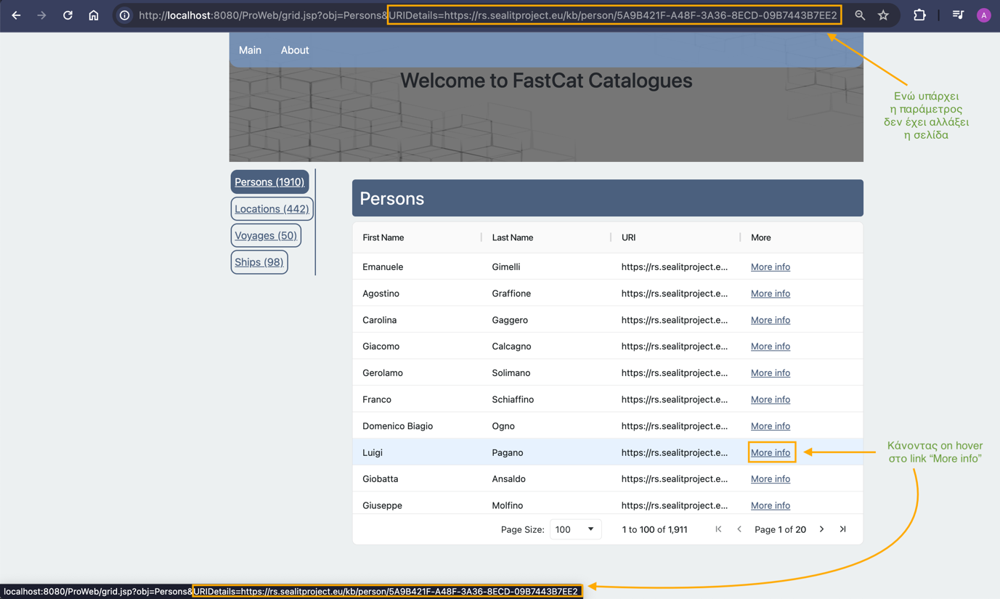 http://localhost:8080/ProWeb/grid.jsp?obj=Persons&URIDetails=https://rs.sealitproject.eu/kb/person/5A9B421F-A48F-3A36-8ECD-09B7443B7EE2
A
Main About
Welcome to FastCat Catalogues
Ενώ υπάρχει
η παράμετρος
δεν έχει αλλάξει
η σελίδα
Persons (1910)
Locations (442)
Voyages (50)
Ships (98)
Persons
First Name Last Name URI More
Emanuele Gimelli https://rs.sealitproject.e... More info
Agostino Graffione https://rs.sealitproject.e... More info
Carolina Gaggero https://rs.sealitproject.e... More info
Giacomo Calcagno https://rs.sealitproject.e... More info
Gerolamo Solimano https://rs.sealitproject.e... More info
Franco Schiaffino https://rs.sealitproject.e... More info
Domenico Biagio Ogno https://rs.sealitproject.e... More info
Luigi Pagano https://rs.sealitproject.e... More info
Giobatta Ansaldo https://rs.sealitproject.e... More info
Giuseppe Molfino https://rs.sealitproject.e... More info
Page Size: 100 1 to 100 of 1,911 Page 1 of 20
Κάνοντας on hover
στο link “More info”
localhost:8080/ProWeb/grid.jsp?obj=Persons&URIDetails=https://rs.sealitproject.eu/kb/person/5A9B421F-A48F-3A36-8ECD-09B7443B7EE2